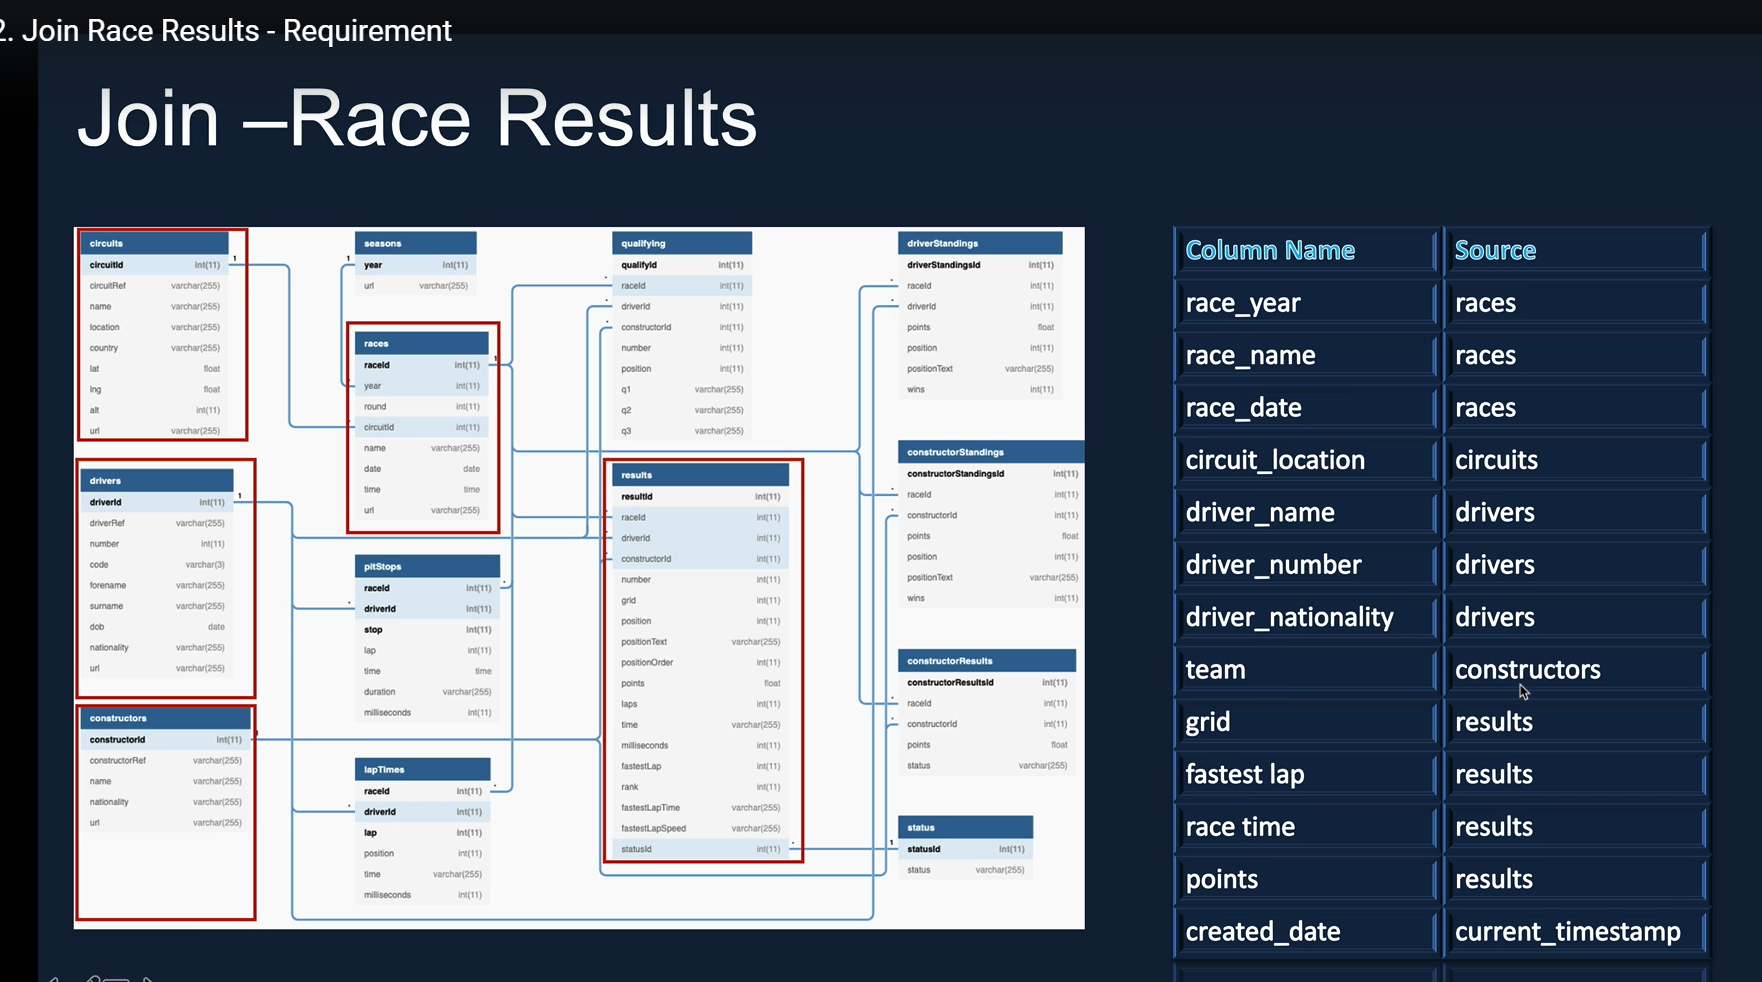 2. Join Race Results - Requirement
Join –Race Results
circuits
circuitId int(11)
circuitRef varchar(255)
name varchar(255)
location varchar(255)
country varchar(255)
lat float
lng float
alt int(11)
url varchar(255)
1
drivers
driverId int(11)
driverRef varchar(255)
number int(11)
code varchar(3)
forename varchar(255)
surname varchar(255)
dob date
nationality varchar(255)
url varchar(255)
1
constructors
constructorId int(11)
constructorRef varchar(255)
name varchar(255)
nationality varchar(255)
url varchar(255)
seasons
1
year int(11)
url varchar(255)
races
raceId int(11)
year int(11)
round int(11)
circuitId int(11)
name varchar(255)
date date
time time
url varchar(255)
1
pitStops
raceId int(11)
driverId int(11)
stop int(11)
lap int(11)
time time
duration varchar(255)
milliseconds int(11)
lapTimes
raceId int(11)
driverId int(11)
lap int(11)
position int(11)
time varchar(255)
milliseconds int(11)
qualifying
qualifyId int(11)
raceId int(11)
driverId int(11)
constructorId int(11)
number int(11)
position int(11)
q1 varchar(255)
q2 varchar(255)
q3 varchar(255)
results
resultId int(11)
raceId int(11)
driverId int(11)
constructorId int(11)
number int(11)
grid int(11)
position int(11)
positionText varchar(255)
positionOrder int(11)
points float
laps int(11)
time varchar(255)
milliseconds int(11)
fastestLap int(11)
rank int(11)
fastestLapTime varchar(255)
fastestLapSpeed varchar(255)
statusId int(11)
driverStandings
driverStandingsId int(11)
raceId int(11)
driverId int(11)
points float
position int(11)
positionText varchar(255)
wins int(11)
constructorStandings
constructorStandingsId int(11)
raceId int(11)
constructorId int(11)
points float
position int(11)
positionText varchar(255)
wins int(11)
constructorResults
constructorResultsId int(11)
raceId int(11)
constructorId int(11)
points float
status varchar(255)
status
1
statusId int(11)
status varchar(255)
Column Name Source
race_year races
race_name races
race_date races
circuit_location circuits
driver_name drivers
driver_number drivers
driver_nationality drivers
team constructors
grid results
fastest lap results
race time results
points results
created_date current_timestamp